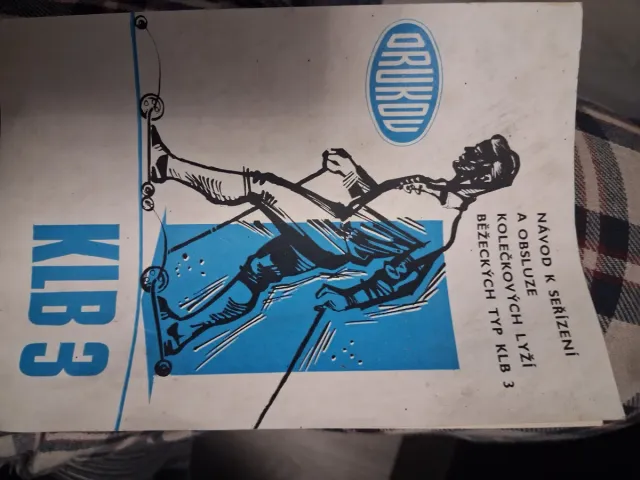 DRUKOV
NÁVOD K SEŘÍZENÍ
A OBSLUZE
KOLEČKOVÝCH LYŽÍ
BĚŽECKÝCH TYP KLB 3
KLB 3